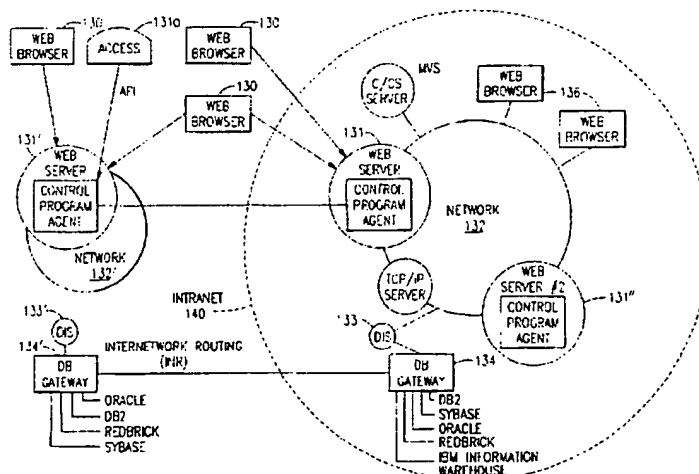 130
WEB
BROWSER
131a
ACCESS
130
WEB
BROWSER
API
130
WEB
BROWSER
131'
WEB
SERVER
CONTROL
PROGRAM
AGENT
NETWORK
132'
MVS
C/CS
SERVER
WEB
BROWSER
136
WEB
BROWSER
131
WEB
SERVER
CONTROL
PROGRAM
AGENT
NETWORK
132
TCP/IP
SERVER
WEB
SERVER #2
CONTROL
PROGRAM
AGENT
131"
INTRANET
140
133'
DIS
134'
DB
GATEWAY
INTERNETWORK ROUTING
(INR)
ORACLE
DB2
REDBRICK
SYBASE
133
DIS
DB
GATEWAY
134
DB2
SYBASE
ORACLE
REDBRICK
IBM INFORMATION
WAREHOUSE